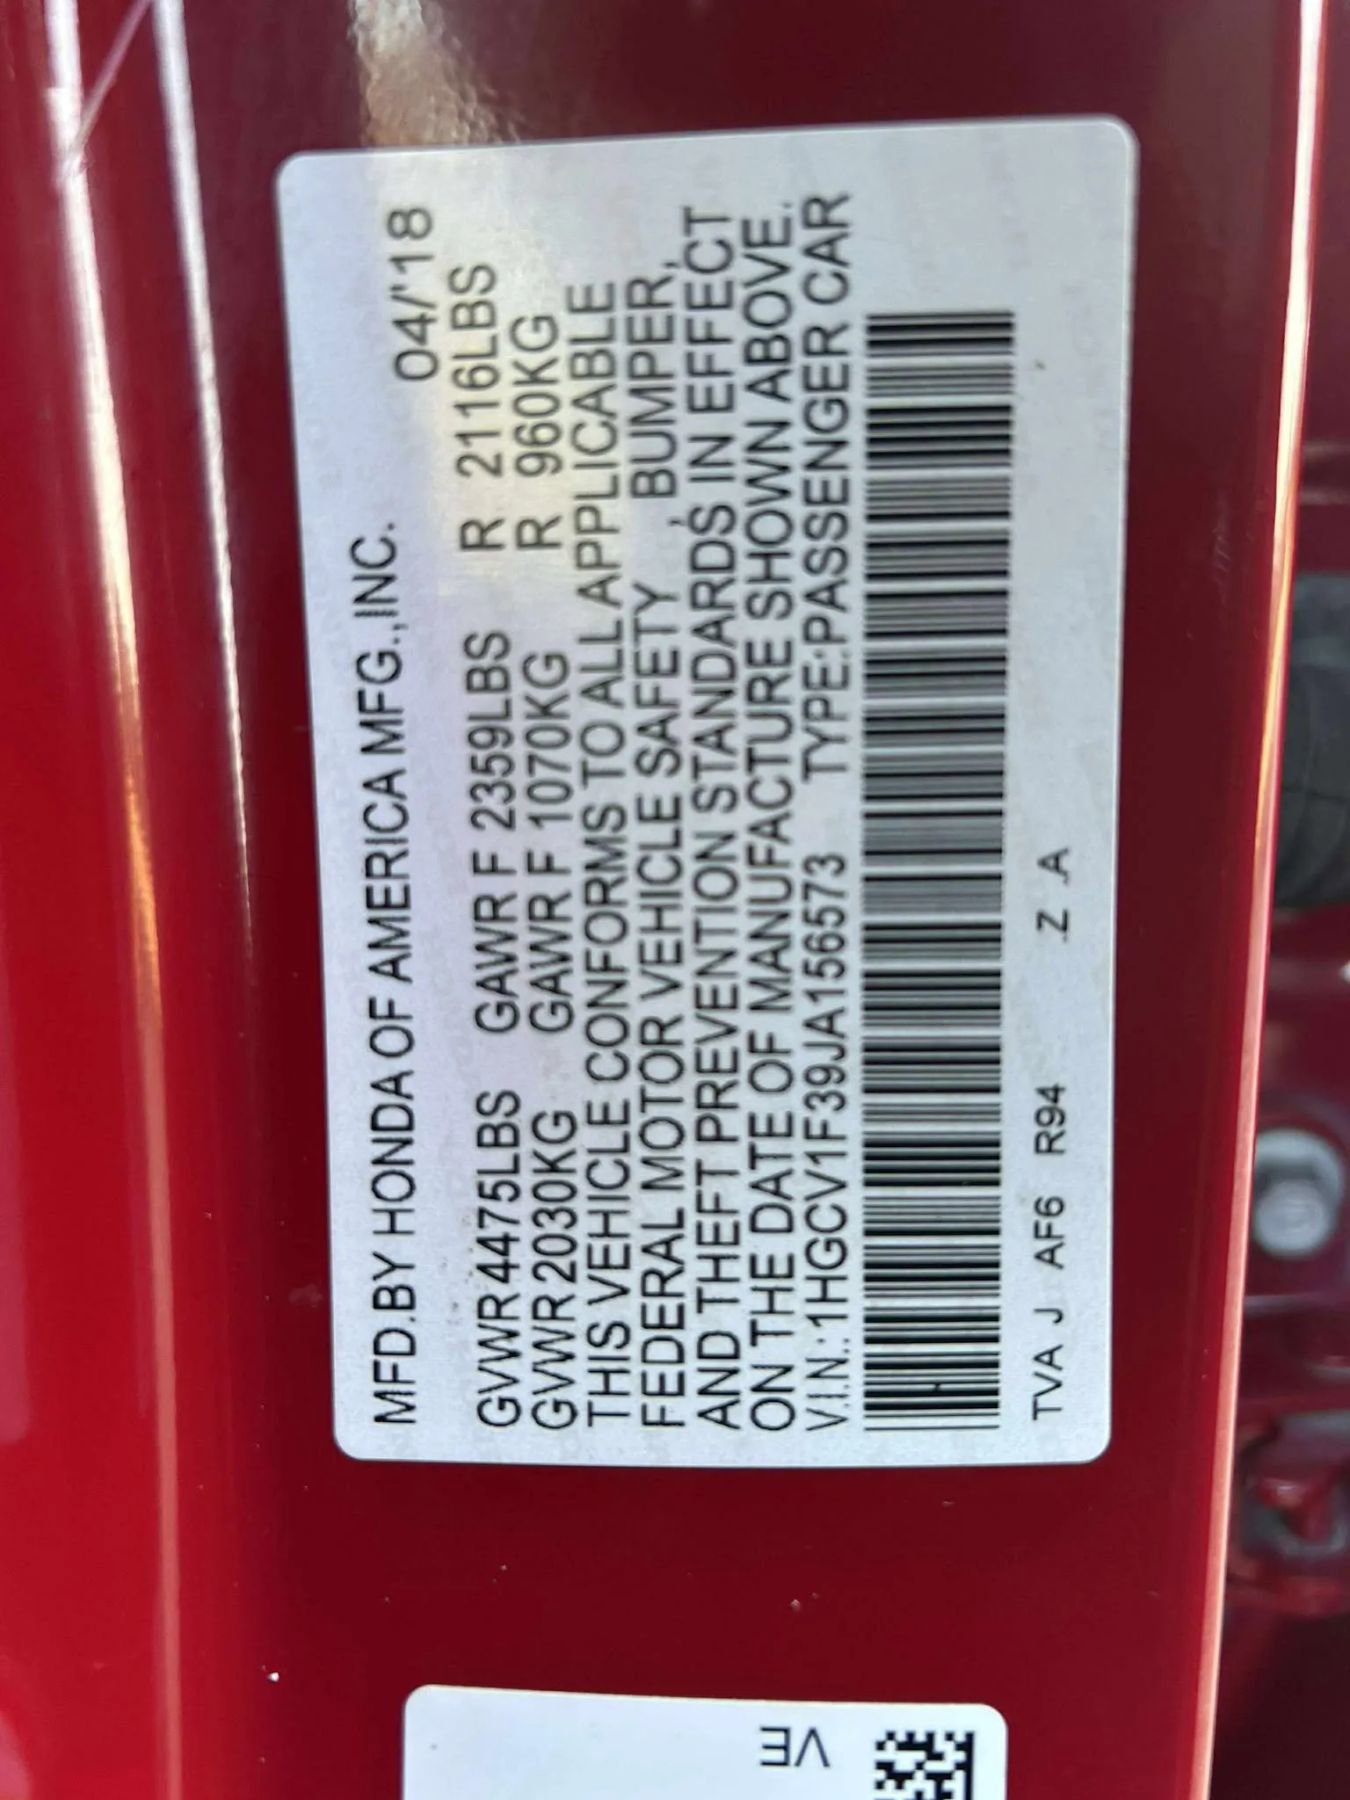 MFD.BY HONDA OF AMERICA MFG.,INC.
04/'18
GVWR 4475LBS GAWR F 2359LBS R 2116LBS
GVWR 2030KG GAWR F 1070KG R 960KG
THIS VEHICLE CONFORMS TO ALL APPLICABLE
FEDERAL MOTOR VEHICLE SAFETY , BUMPER,
AND THEFT PREVENTION STANDARDS IN EFFECT
ON THE DATE OF MANUFACTURE SHOWN ABOVE.
V.I.N.:1HGCV1F39JA156573 TYPE:PASSENGER CAR
TVA J AF6 R94 Z A
VE